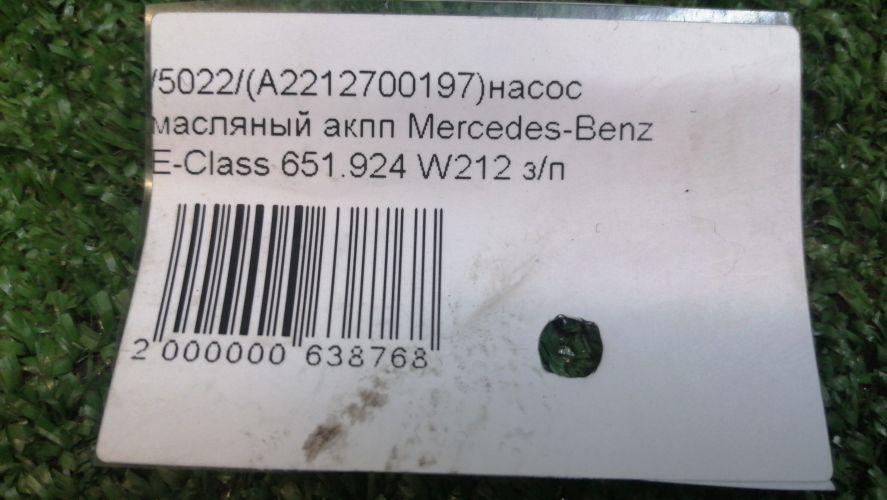 /5022/(A2212700197)насос
масляный акпп Mercedes-Benz
E-Class 651.924 W212 з/п
2 000000 638768